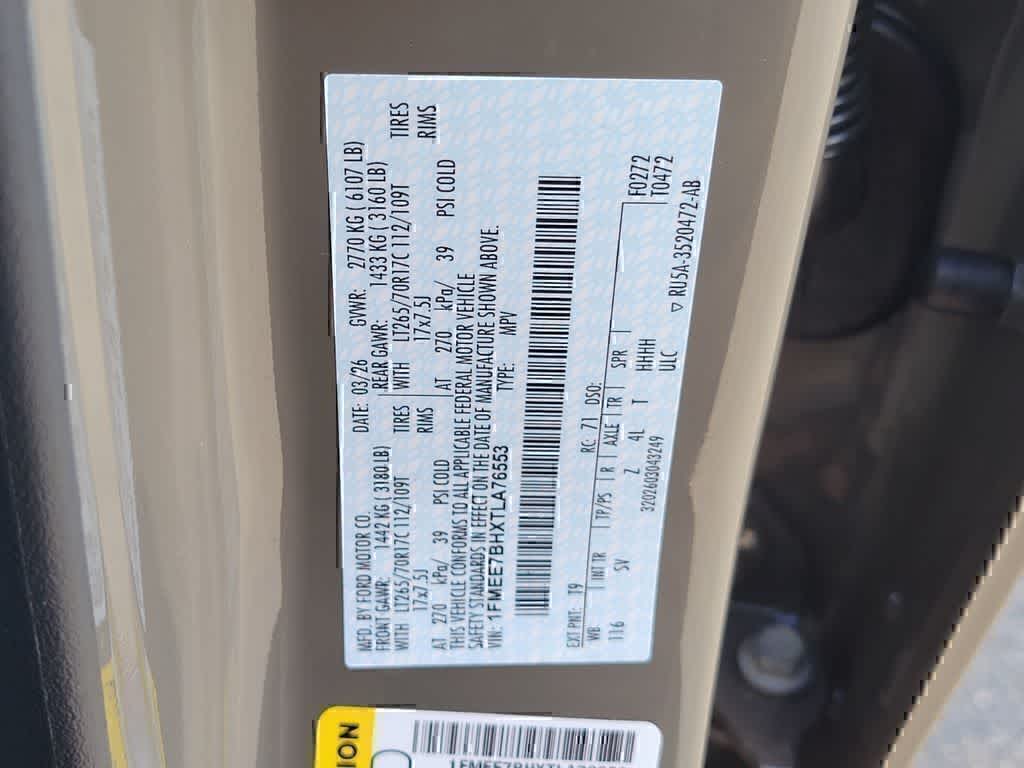 MFD. BY FORD MOTOR CO.
DATE: 03/26 GVWR: 2770 KG ( 6107 LB)
FRONT GAWR: 1442 KG ( 3180 LB) REAR GAWR: 1433 KG ( 3160 LB)
WITH LT265/70R17C 112/109T TIRES WITH LT265/70R17C 112/109T TIRES
17x7.5J RIMS 17x7.5J RIMS
AT 270 kPa/ 39 PSI COLD AT 270 kPa/ 39 PSI COLD
THIS VEHICLE CONFORMS TO ALL APPLICABLE FEDERAL MOTOR VEHICLE
SAFETY STANDARDS IN EFFECT ON THE DATE OF MANUFACTURE SHOWN ABOVE.
VIN: 1FMEE7BHXTLA76553 TYPE: MPV
EXT PNT: T9 RC: 71 DSO:
WB INT TR TP/PS R AXLE TR SPR F0272
116 SV Z 4L T HHHH T0472
ULC
3202603043249
▽ RU5A-3520472-AB
ION